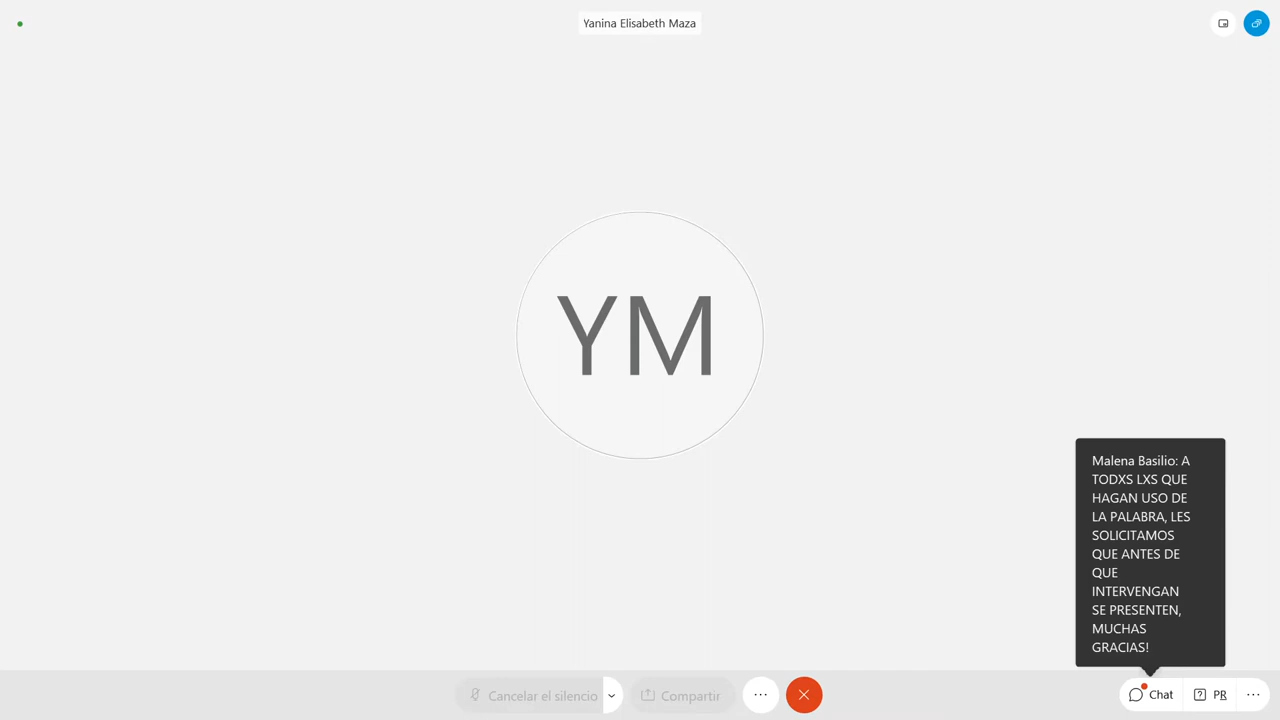 Yanina Elisabeth Maza
YM
Malena Basilio: A
TODXS LXS QUE
HAGAN USO DE
LA PALABRA, LES
SOLICITAMOS
QUE ANTES DE
QUE
INTERVENGAN
SE PRESENTEN,
MUCHAS
GRACIAS!
Cancelar el silencio
Compartir
Chat
PR